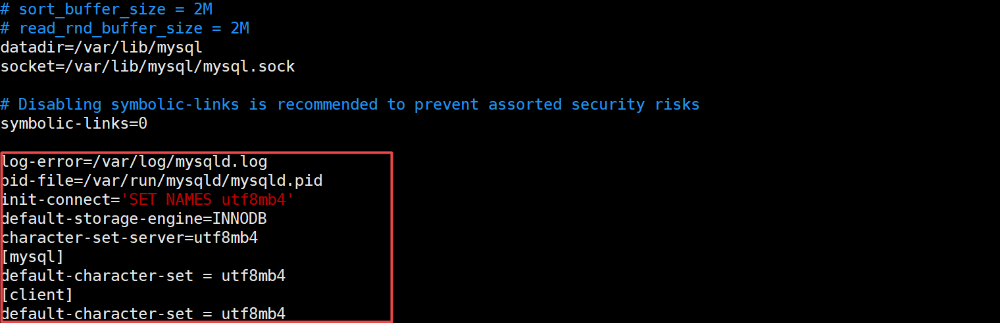 # sort_buffer_size = 2M
# read_rnd_buffer_size = 2M
datadir=/var/lib/mysql
socket=/var/lib/mysql/mysql.sock
# Disabling symbolic-links is recommended to prevent assorted security risks
symbolic-links=0
log-error=/var/log/mysqld.log
pid-file=/var/run/mysqld/mysqld.pid
init-connect='SET NAMES utf8mb4'
default-storage-engine=INNODB
character-set-server=utf8mb4
[mysql]
default-character-set = utf8mb4
[client]
default-character-set = utf8mb4